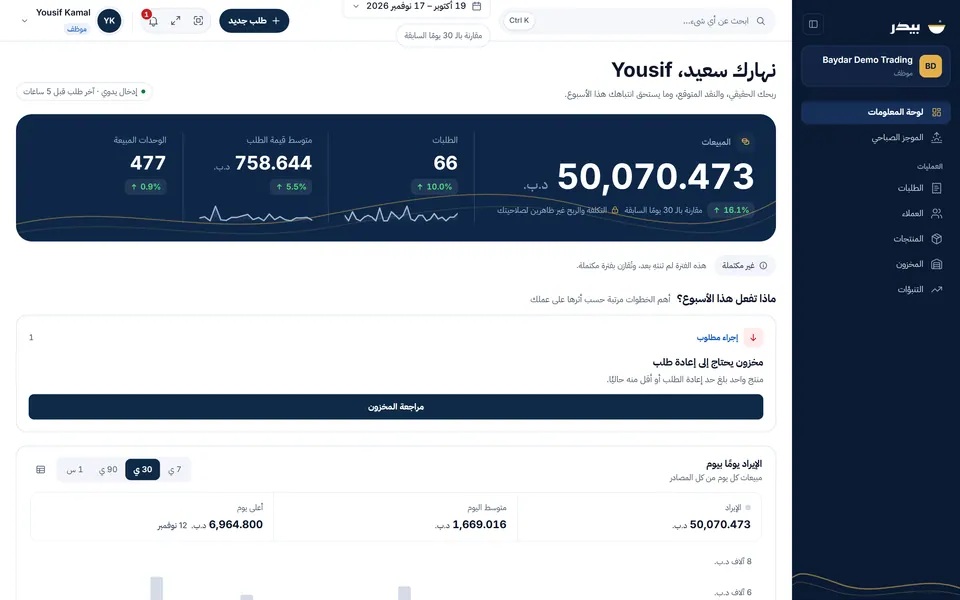 بيدر
Baydar Demo Trading
موظف
BD
لوحة المعلومات
الموجز الصباحي
العمليات
الطلبات
العملاء
المنتجات
المخزون
التنبؤات
ابحث عن أي شيء...
Ctrl K
19 أكتوبر – 17 نوفمبر 2026
مقارنة بالـ 30 يومًا السابقة
طلب جديد
1
YK
Yousif Kamal
موظف
نهارك سعيد، Yousif
ربحك الحقيقي، والنقد المتوقع، وما يستحق انتباهك هذا الأسبوع.
إدخال يدوي · آخر طلب قبل 5 ساعات
المبيعات
50,070.473 د.ب.
16.1% مقارنة بالـ 30 يومًا السابقة التكلفة والربح غير ظاهرين لصلاحيتك
الطلبات
66
10.0%
متوسط قيمة الطلب
758.644 د.ب.
5.5%
الوحدات المبيعة
477
0.9%
غير مكتملة
هذه الفترة لم تنتهِ بعد، وتُقارَن بفترة مكتملة.
ماذا تفعل هذا الأسبوع؟ أهم الخطوات مرتبة حسب أثرها على عملك
إجراء مطلوب
1
مخزون يحتاج إلى إعادة طلب
منتج واحد بلغ حد إعادة الطلب أو أقل منه حاليًا.
مراجعة المخزون
الإيراد يومًا بيوم
مبيعات كل يوم من كل المصادر
7 ي 30 ي 90 ي 1 س
الإيراد
50,070.473 د.ب.
متوسط اليوم
1,669.016 د.ب.
أعلى يوم
6,964.800 د.ب. 12 نوفمبر
8 آلاف د.ب.
6 آلاف د.ب.